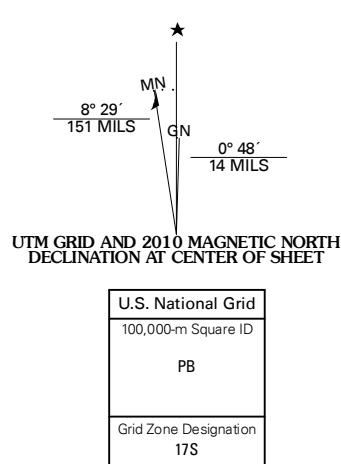 MN
GN
8° 29´
151 MILS
0° 48´
14 MILS
UTM GRID AND 2010 MAGNETIC NORTH
DECLINATION AT CENTER OF SHEET
U.S. National Grid
100,000-m Square ID
PB
Grid Zone Designation
17S